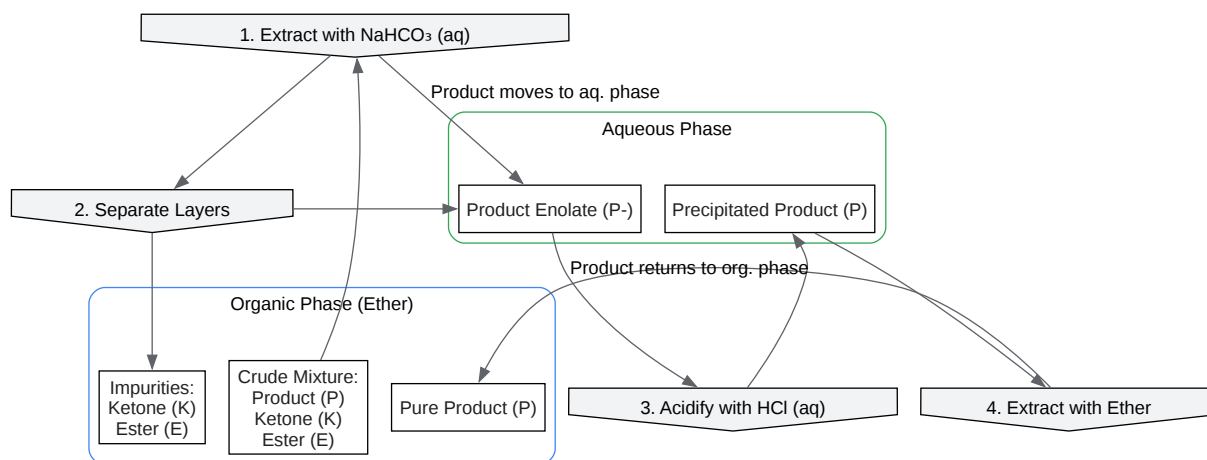 1. Extract with NaHCO₃ (aq)
Product moves to aq. phase
Aqueous Phase
2. Separate Layers
Product Enolate (P-)
Precipitated Product (P)
Product returns to org. phase
Organic Phase (Ether)
Impurities:
Ketone (K)
Ester (E)
Crude Mixture:
Product (P)
Ketone (K)
Ester (E)
Pure Product (P)
3. Acidify with HCl (aq)
4. Extract with Ether